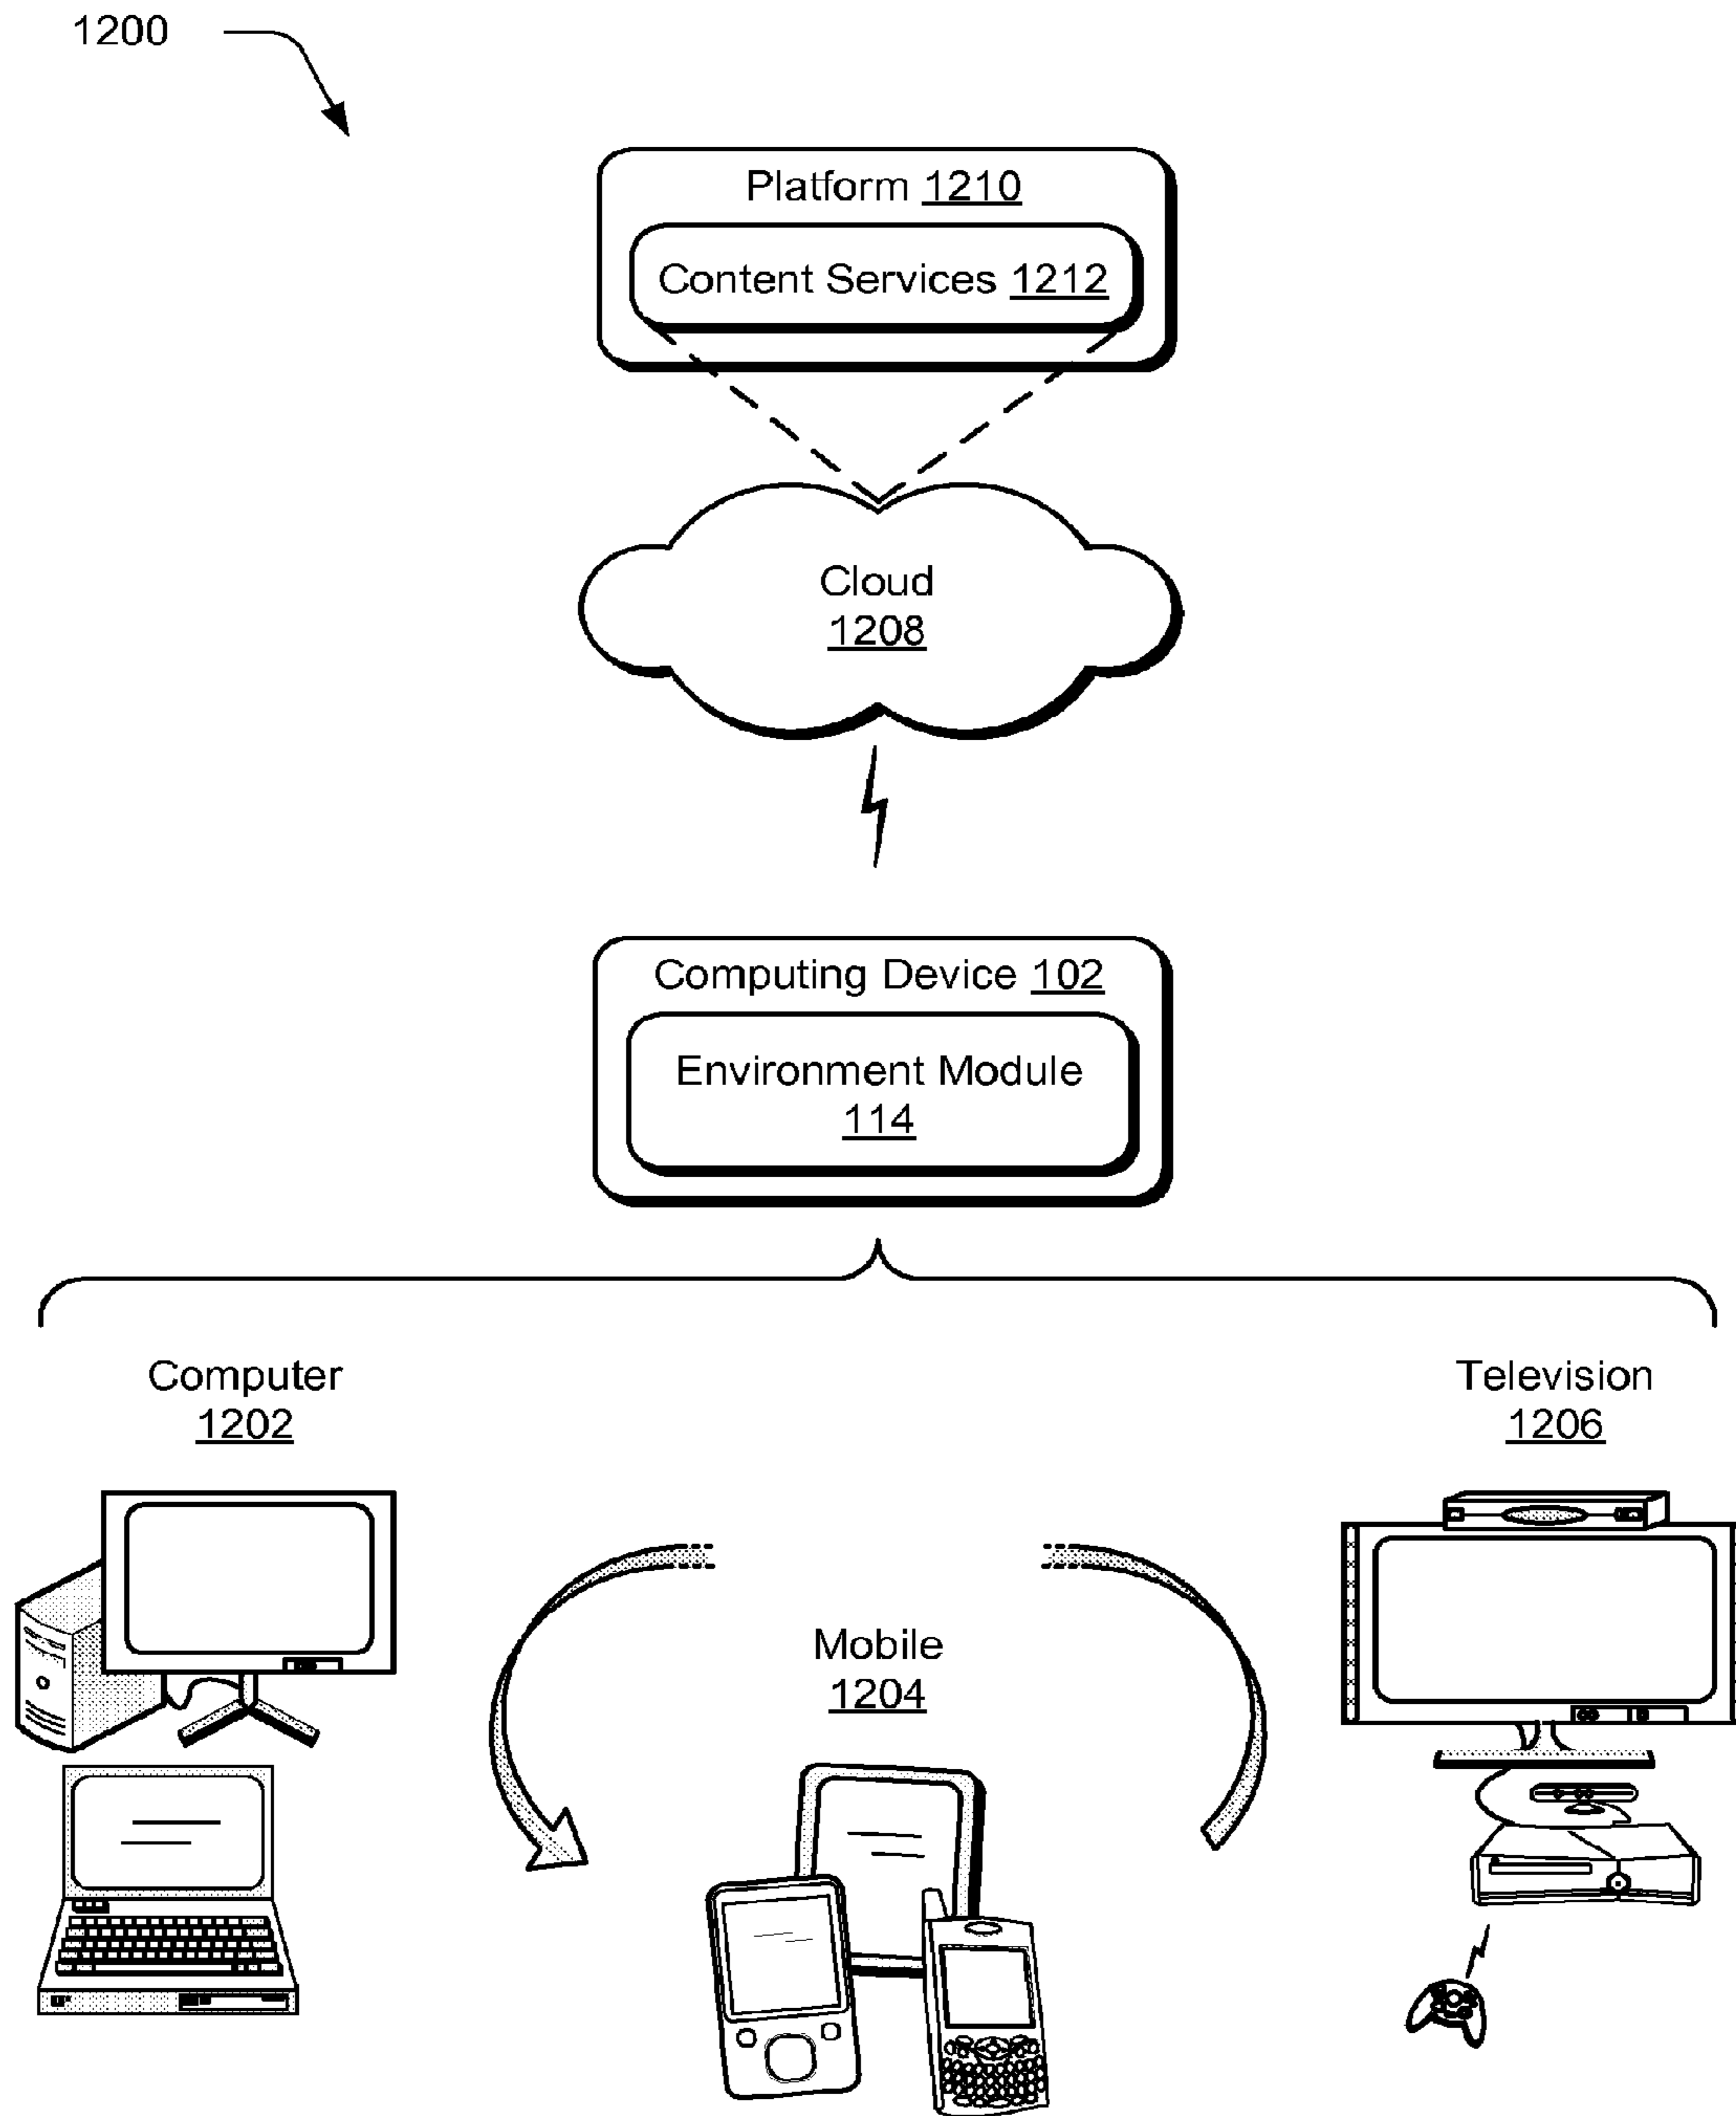 1200
Platform 1210
Content Services 1212
Cloud
1208
Computing Device 102
Environment Module
114
Computer
1202
Television
1206
Mobile
1204